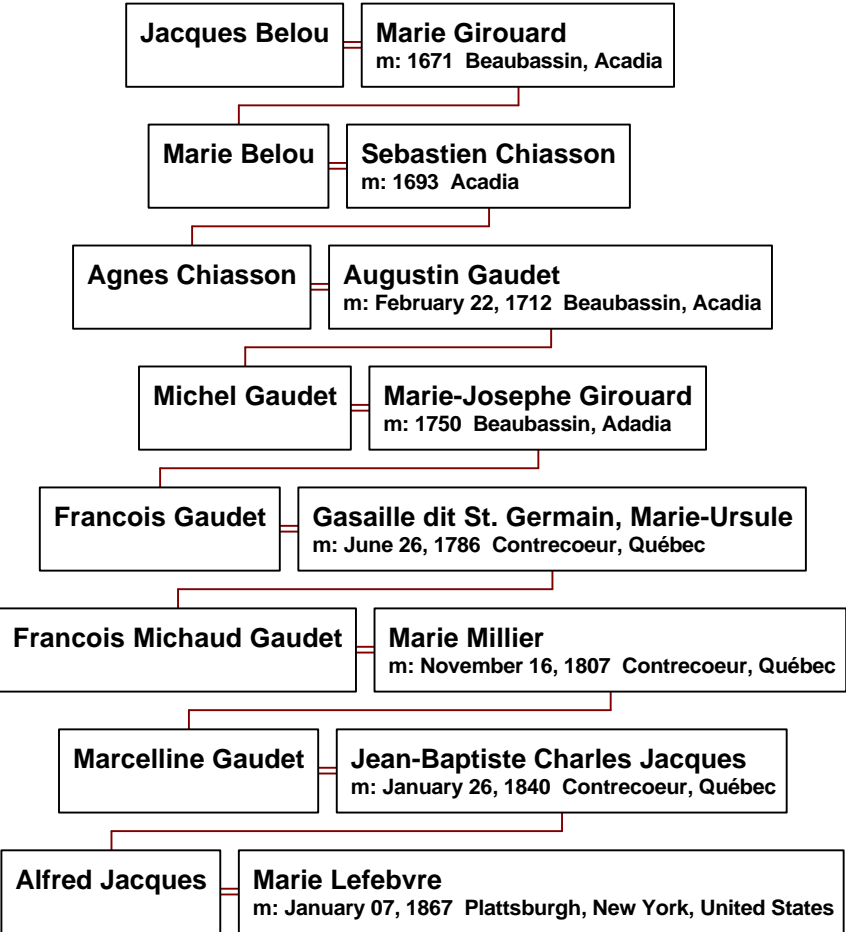 Jacques Belou
Marie Girouard
m: 1671 Beaubassin, Acadia
Marie Belou
Sebastien Chiasson
m: 1693 Acadia
Agnes Chiasson
Augustin Gaudet
m: February 22, 1712 Beaubassin, Acadia
Michel Gaudet
Marie-Josephe Girouard
m: 1750 Beaubassin, Adadia
Francois Gaudet
Gasaille dit St. Germain, Marie-Ursule
m: June 26, 1786 Contrecoeur, Québec
Francois Michaud Gaudet
Marie Millier
m: November 16, 1807 Contrecoeur, Québec
Marcelline Gaudet
Jean-Baptiste Charles Jacques
m: January 26, 1840 Contrecoeur, Québec
Alfred Jacques
Marie Lefebvre
m: January 07, 1867 Plattsburgh, New York, United States